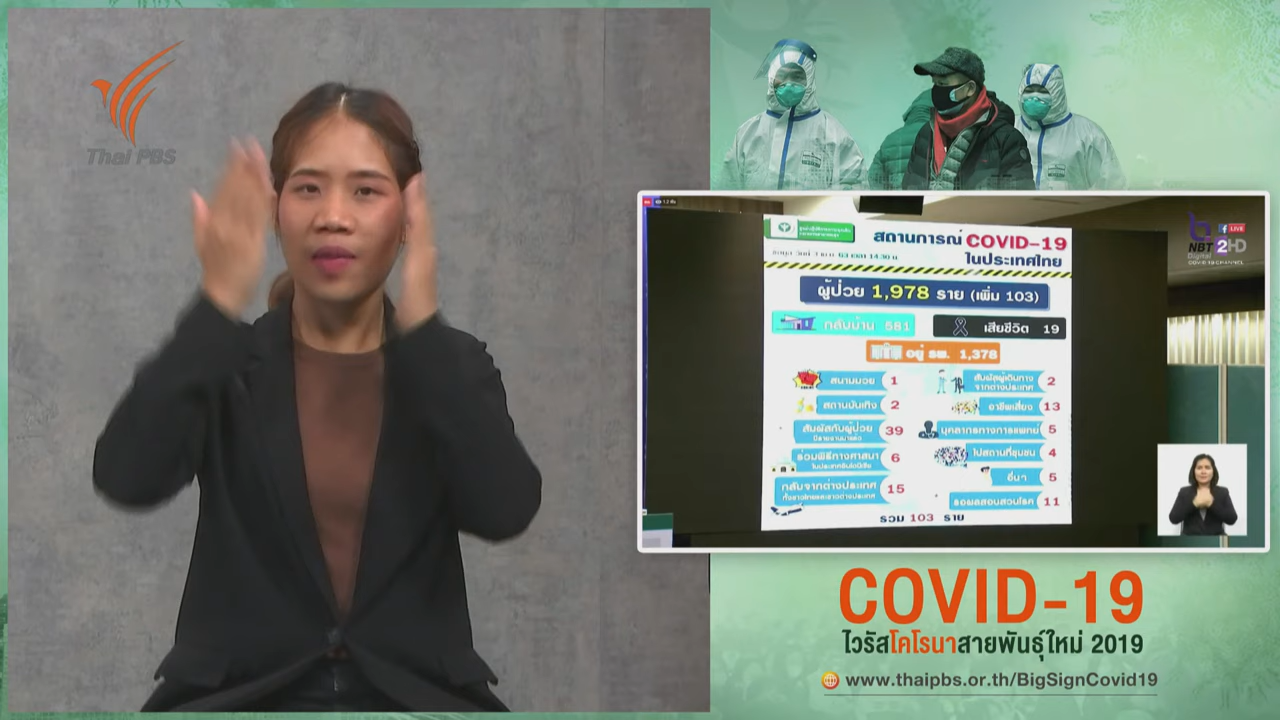 Thai PBS
NBT 2HD
LIVE
Digital
COVID-19 CHANNEL
สถานการณ์ COVID-19
ในประเทศไทย
ผู้ป่วย 1,978 ราย (เพิ่ม 103)
กลับบ้าน 581
เสียชีวิต 19
อยู่ รพ. 1,378
สนามมวย 1
สถานบันเทิง 2
สัมผัสกับผู้ป่วย 39
ร่วมพิธีทางศาสนา 6
กลับจากต่างประเทศ 15
สัมผัสผู้เดินทาง
จากต่างประเทศ 2
อาชีพเสี่ยง 13
บุคลากรทางการแพทย์ 5
ไปสถานที่ชุมชน 4
อื่นๆ 5
รอผลสอบสวนโรค 11
รวม 103 ราย
COVID-19
ไวรัสโคโรนาสายพันธุ์ใหม่ 2019
www.thaipbs.or.th/BigSignCovid19